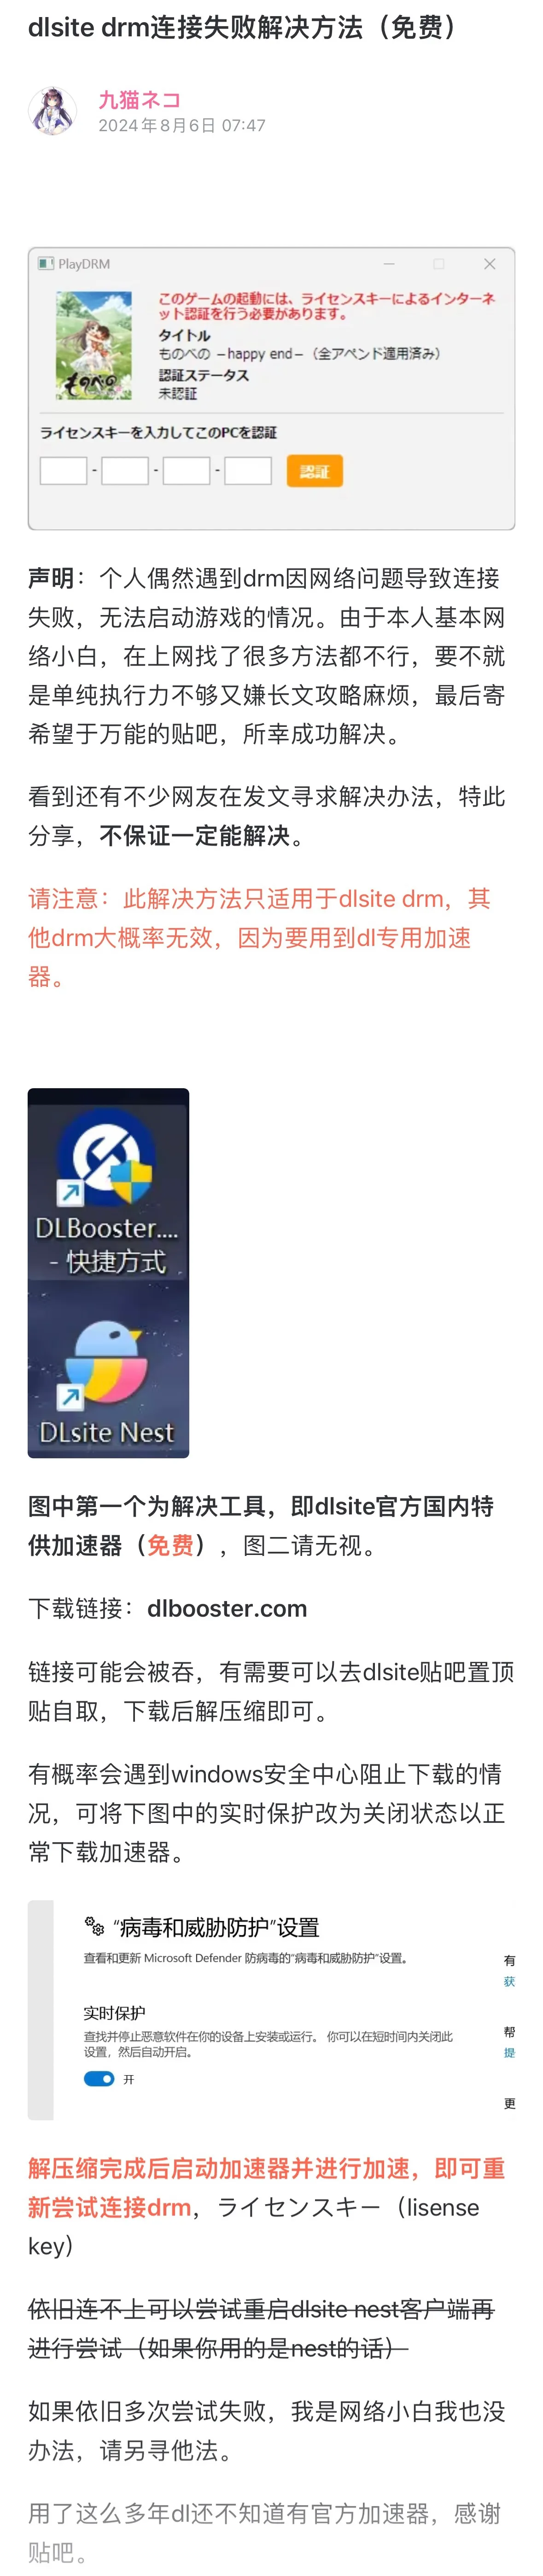 dlsite drm连接失败解决方法（免费）
九猫ネコ
2024年8月6日 07:47
PlayDRM
このゲームの起動には、ライセンスキーによるインターネ
ット認証を行う必要があります。
タイトル
ものべの －happy end－（全アペンド適用済み）
認証ステータス
未認証
ものべの
ライセンスキーを入力してこのPCを認証
- - - 認証
声明：个人偶然遇到drm因网络问题导致连接
失败，无法启动游戏的情况。由于本人基本网
络小白，在上网找了很多方法都不行，要不就
是单纯执行力不够又嫌长文攻略麻烦，最后寄
希望于万能的贴吧，所幸成功解决。
看到还有不少网友在发文寻求解决办法，特此
分享，不保证一定能解决。
请注意：此解决方法只适用于dlsite drm，其
他drm大概率无效，因为要用到dl专用加速
器。
DLBooster....
- 快捷方式
DLsite Nest
图中第一个为解决工具，即dlsite官方国内特
供加速器（免费），图二请无视。
下载链接：dlbooster.com
链接可能会被吞，有需要可以去dlsite贴吧置顶
贴自取，下载后解压缩即可。
有概率会遇到windows安全中心阻止下载的情
况，可将下图中的实时保护改为关闭状态以正
常下载加速器。
“病毒和威胁防护”设置
查看和更新 Microsoft Defender 防病毒的“病毒和威胁防护”设置。
实时保护
查找并停止恶意软件在你的设备上安装或运行。 你可以在短时间内关闭此
设置，然后自动开启。
开
有
获
帮
提
更
解压缩完成后启动加速器并进行加速，即可重
新尝试连接drm，ライセンスキー（lisense
key）
依旧连不上可以尝试重启dlsite nest客户端再
进行尝试（如果你用的是nest的话）
如果依旧多次尝试失败，我是网络小白我也没
办法，请另寻他法。
用了这么多年dl还不知道有官方加速器，感谢
贴吧。